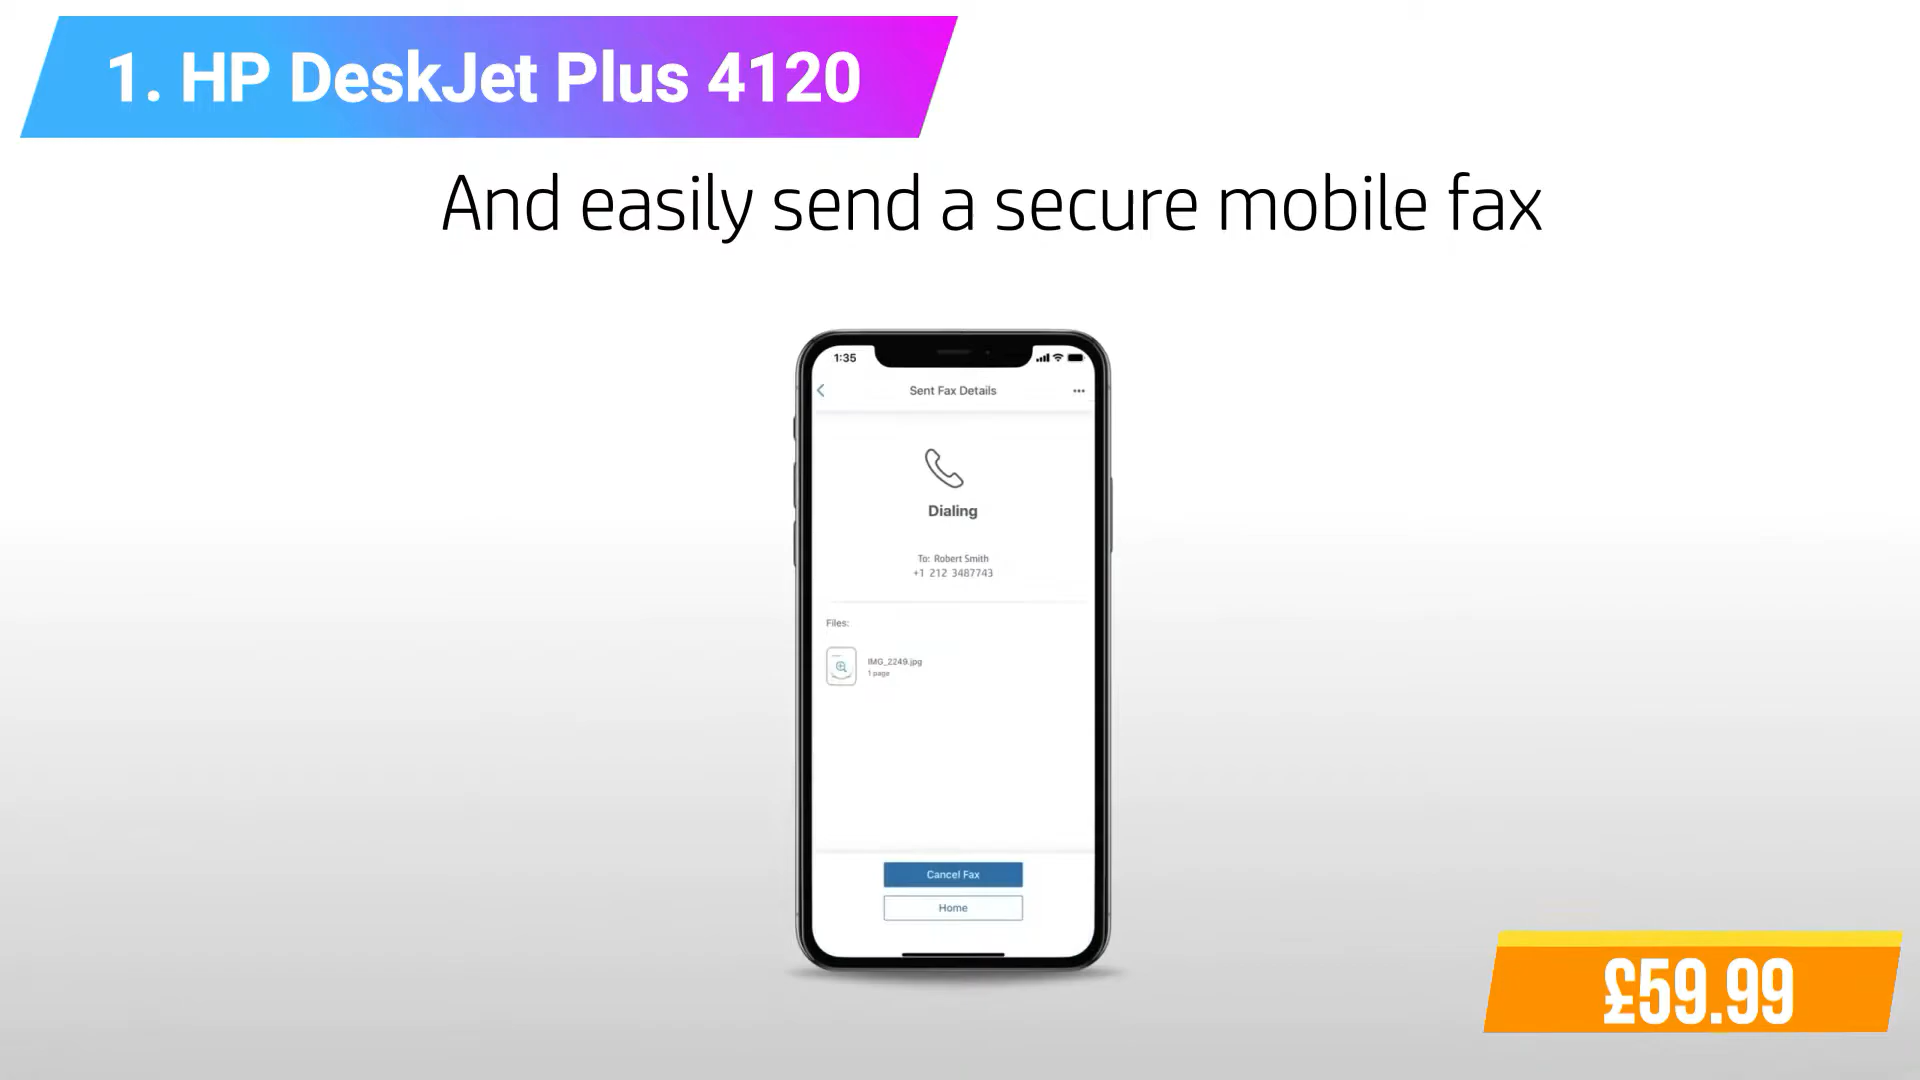 1. HP DeskJet Plus 4120
And easily send a secure mobile fax
1:35
Sent Fax Details
Dialing
To: Robert Smith
+1 212 3487743
Files:
IMG_2249.jpg
1 page
Cancel Fax
Home
£59.99